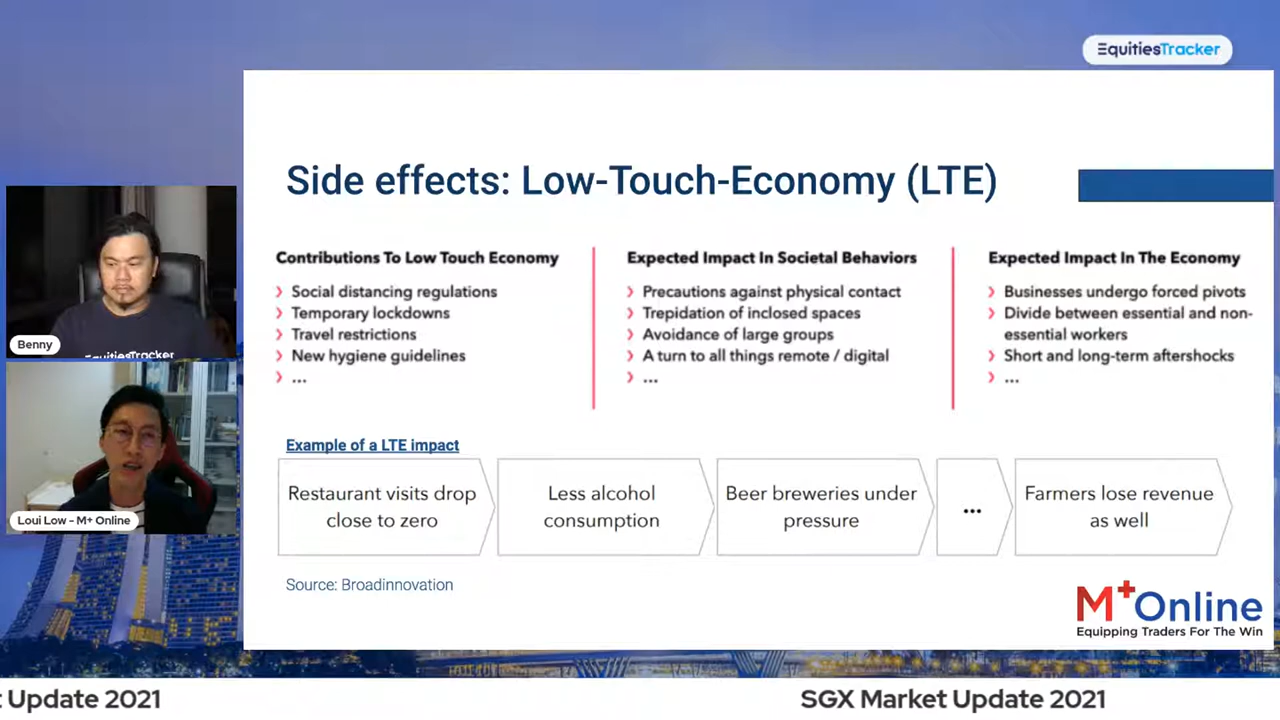 EquitiesTracker
Side effects: Low-Touch-Economy (LTE)
Contributions To Low Touch Economy
Social distancing regulations
Temporary lockdowns
Travel restrictions
New hygiene guidelines
...
Expected Impact In Societal Behaviors
Precautions against physical contact
Trepidation of inclosed spaces
Avoidance of large groups
A turn to all things remote / digital
...
Expected Impact In The Economy
Businesses undergo forced pivots
Divide between essential and non-
essential workers
Short and long-term aftershocks
...
Example of a LTE impact
Restaurant visits drop
close to zero
Less alcohol
consumption
Beer breweries under
pressure
...
Farmers lose revenue
as well
Source: Broadinnovation
M+Online
Equipping Traders For The Win
Benny
EquitiesTracker
Loui Low - M+ Online
t Update 2021
SGX Market Update 2021